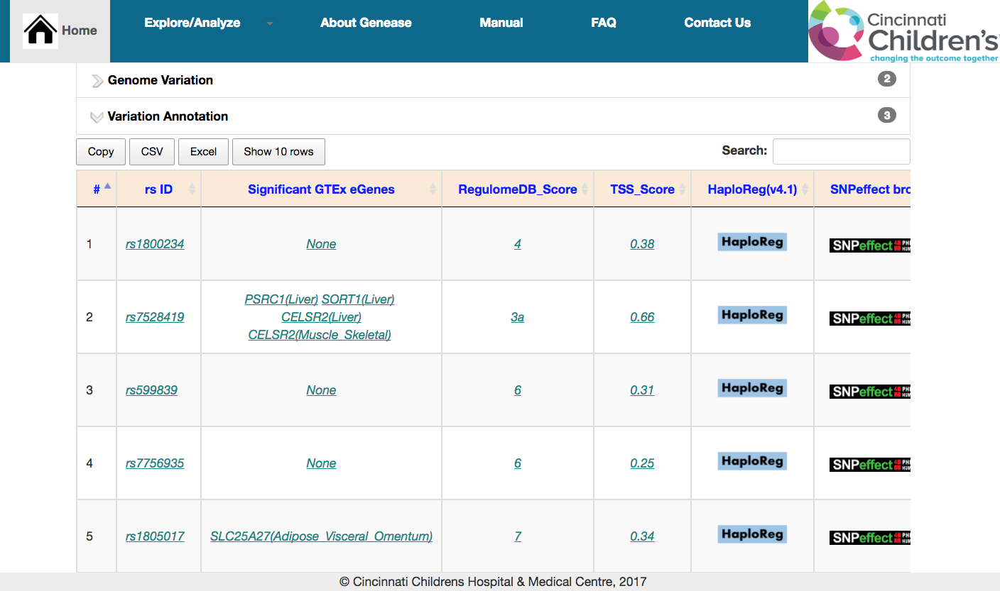 Home
Explore/Analyze
About Genease
Manual
FAQ
Contact Us
Cincinnati
Children's
changing the outcome together
Genome Variation 2
Variation Annotation 3
Copy CSV Excel Show 10 rows Search:
# rs ID Significant GTEx eGenes RegulomeDB_Score TSS_Score HaploReg(v4.1) SNPeffect
1 rs1800234 None 4 0.38 HaploReg SNPeffect
PSRC1(Liver) SORT1(Liver)
2 rs7528419 CELSR2(Liver) 3a 0.66 HaploReg SNPeffect
CELSR2(Muscle_Skeletal)
3 rs599839 None 6 0.31 HaploReg SNPeffect
4 rs7756935 None 6 0.25 HaploReg SNPeffect
5 rs1805017 SLC25A27(Adipose_Visceral_Omentum) 7 0.34 HaploReg SNPeffect
© Cincinnati Childrens Hospital & Medical Centre, 2017